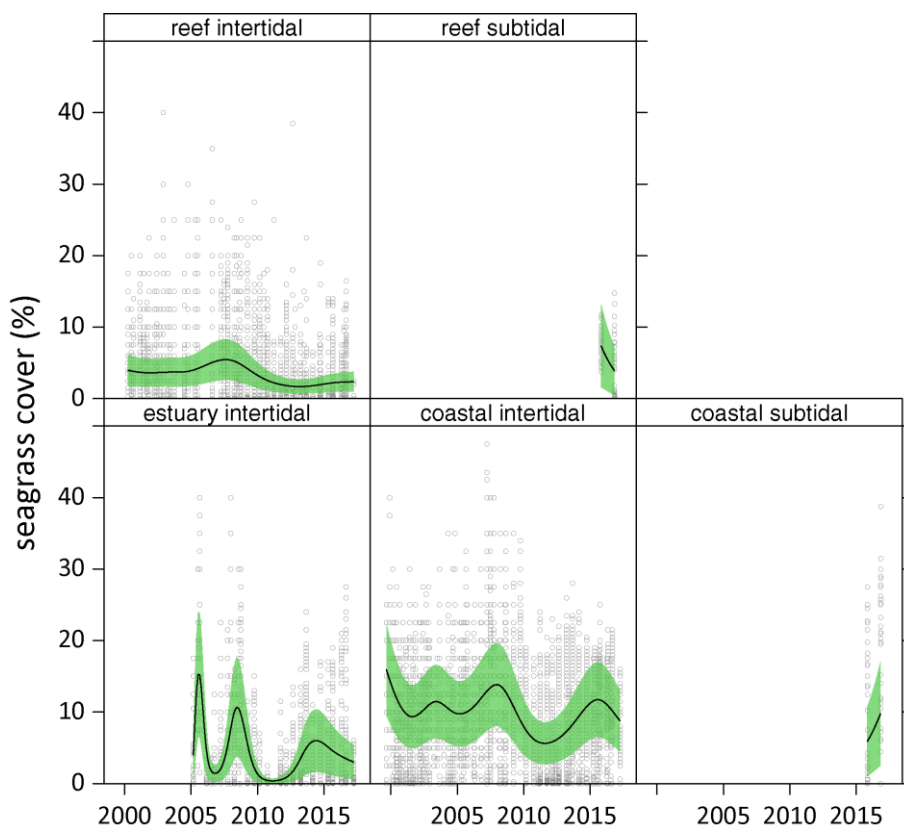 reef intertidal
reef subtidal
40
30
20
10
0
estuary intertidal
coastal intertidal
coastal subtidal
40
30
20
10
0
seagrass cover (%)
2000 2005 2010 2015
2005 2010 2015
2005 2010 2015